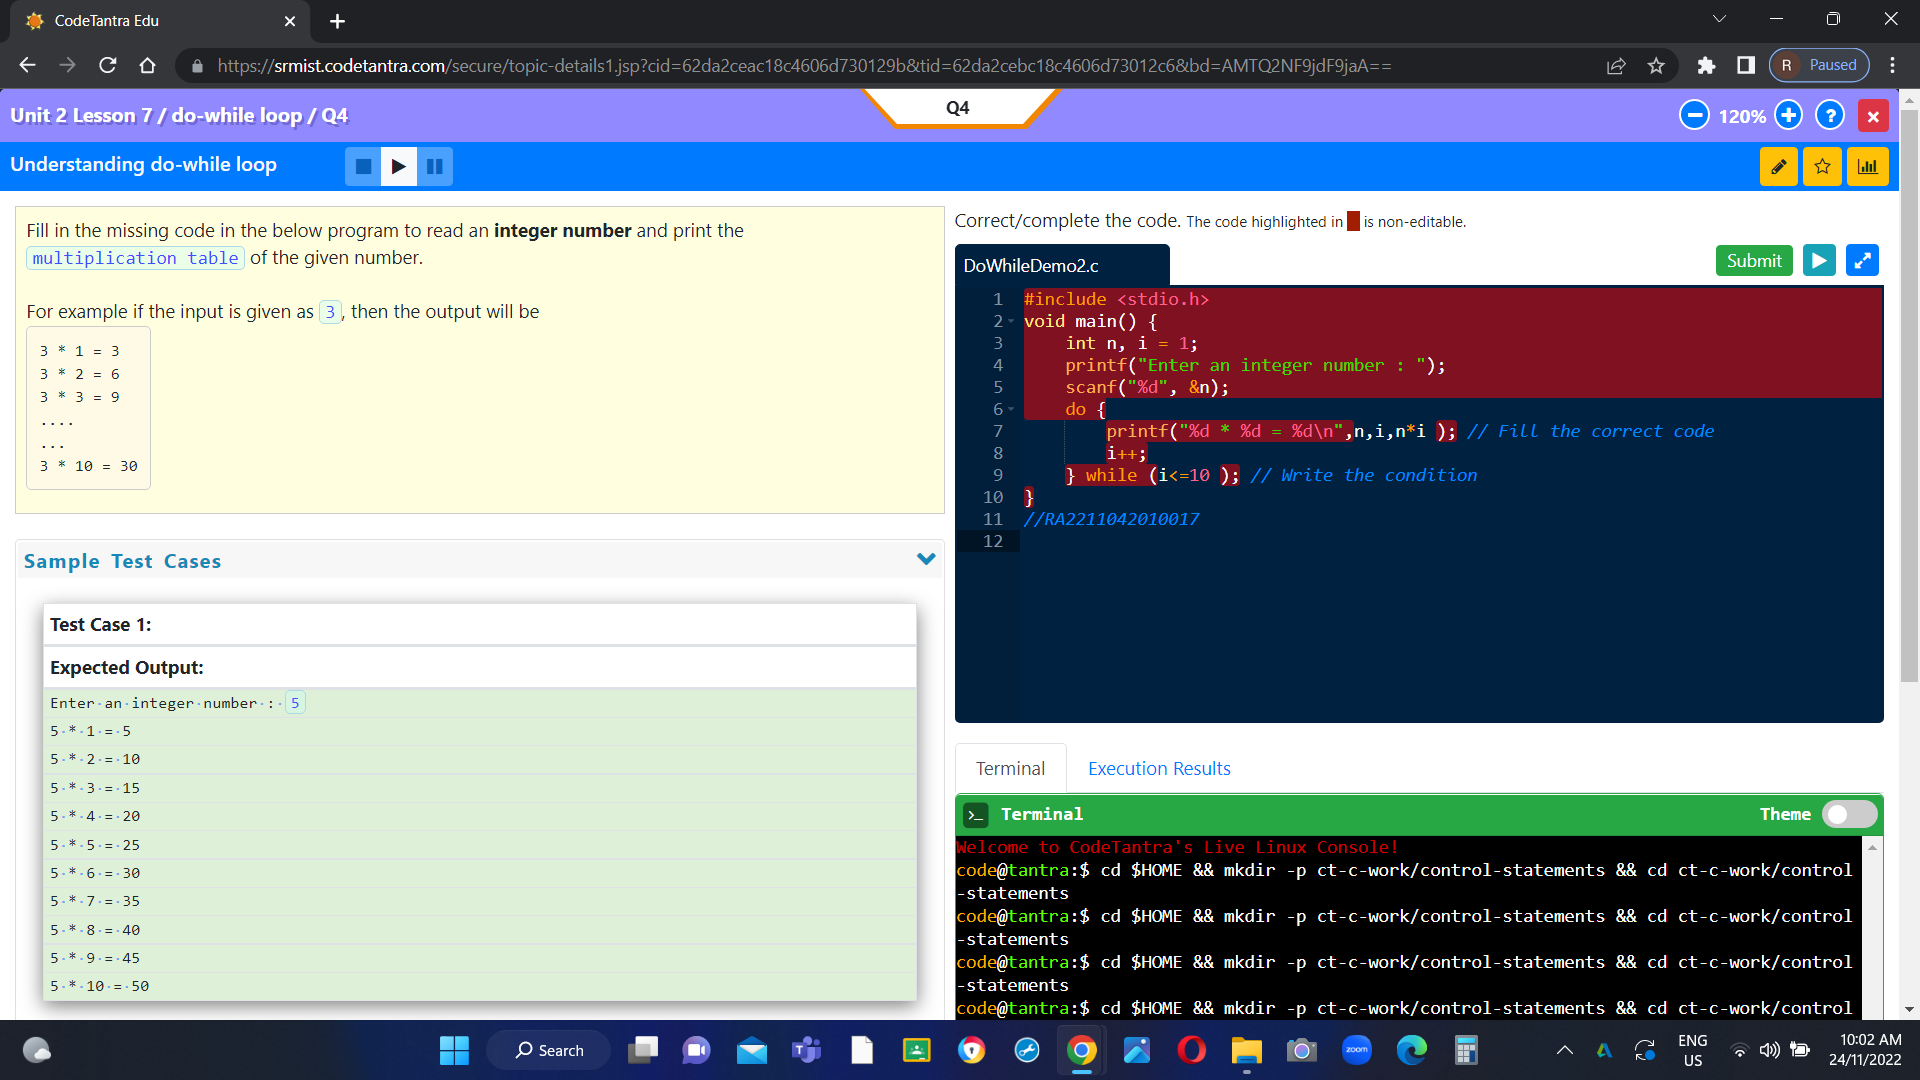 CodeTantra Edu
https://srmist.codetantra.com/secure/topic-details1.jsp?cid=62da2ceac18c4606d730129b&tid=62da2cebc18c4606d73012c6&bd=AMTQ2NF9jdF9jaA==
R Paused
Unit 2 Lesson 7 / do-while loop / Q4
Q4
120%
?
Understanding do-while loop
Fill in the missing code in the below program to read an integer number and print the
multiplication table of the given number.
For example if the input is given as 3, then the output will be
3 * 1 = 3
3 * 2 = 6
3 * 3 = 9
....
...
3 * 10 = 30
Sample Test Cases
Test Case 1:
Expected Output:
Enter·an·integer·number·:· 5
5·*·1·=·5
5·*·2·=·10
5·*·3·=·15
5·*·4·=·20
5·*·5·=·25
5·*·6·=·30
5·*·7·=·35
5·*·8·=·40
5·*·9·=·45
5·*·10·=·50
Correct/complete the code. The code highlighted in is non-editable.
DoWhileDemo2.c
Submit
1 #include <stdio.h>
2 void main() {
3 int n, i = 1;
4 printf("Enter an integer number : ");
5 scanf("%d", &n);
6 do {
7 printf("%d * %d = %d\n",n,i,n*i ); // Fill the correct code
8 i++;
9 } while (i<=10 ); // Write the condition
10 }
11 //RA2211042010017
12
Terminal
Execution Results
>_ Terminal
Theme
Welcome to CodeTantra's Live Linux Console!
code@tantra:$ cd $HOME && mkdir -p ct-c-work/control-statements && cd ct-c-work/control
-statements
code@tantra:$ cd $HOME && mkdir -p ct-c-work/control-statements && cd ct-c-work/control
-statements
code@tantra:$ cd $HOME && mkdir -p ct-c-work/control-statements && cd ct-c-work/control
-statements
code@tantra:$ cd $HOME && mkdir -p ct-c-work/control-statements && cd ct-c-work/control
Search
zoom
ENG
US
10:02 AM
24/11/2022